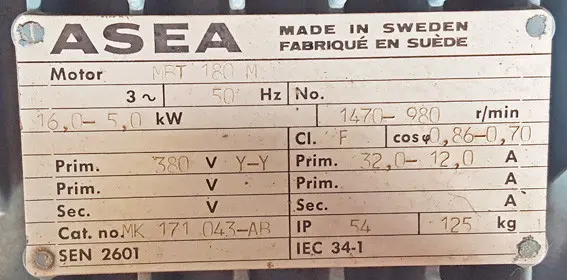 ASEA MADE IN SWEDEN
FABRIQUÉ EN SUÈDE
Motor MBT 180 M
3 ~ 50 Hz No.
16,0–5,0 kW 1470–980 r/min
Cl. F cosφ 0,86–0,70
Prim. 380 V Y–Y Prim. 32,0–12,0 A
Prim. V Prim. A
Sec. V Sec. A
Cat. no. MK 171 043-AB IP 54 125 kg
SEN 2601 IEC 34-1